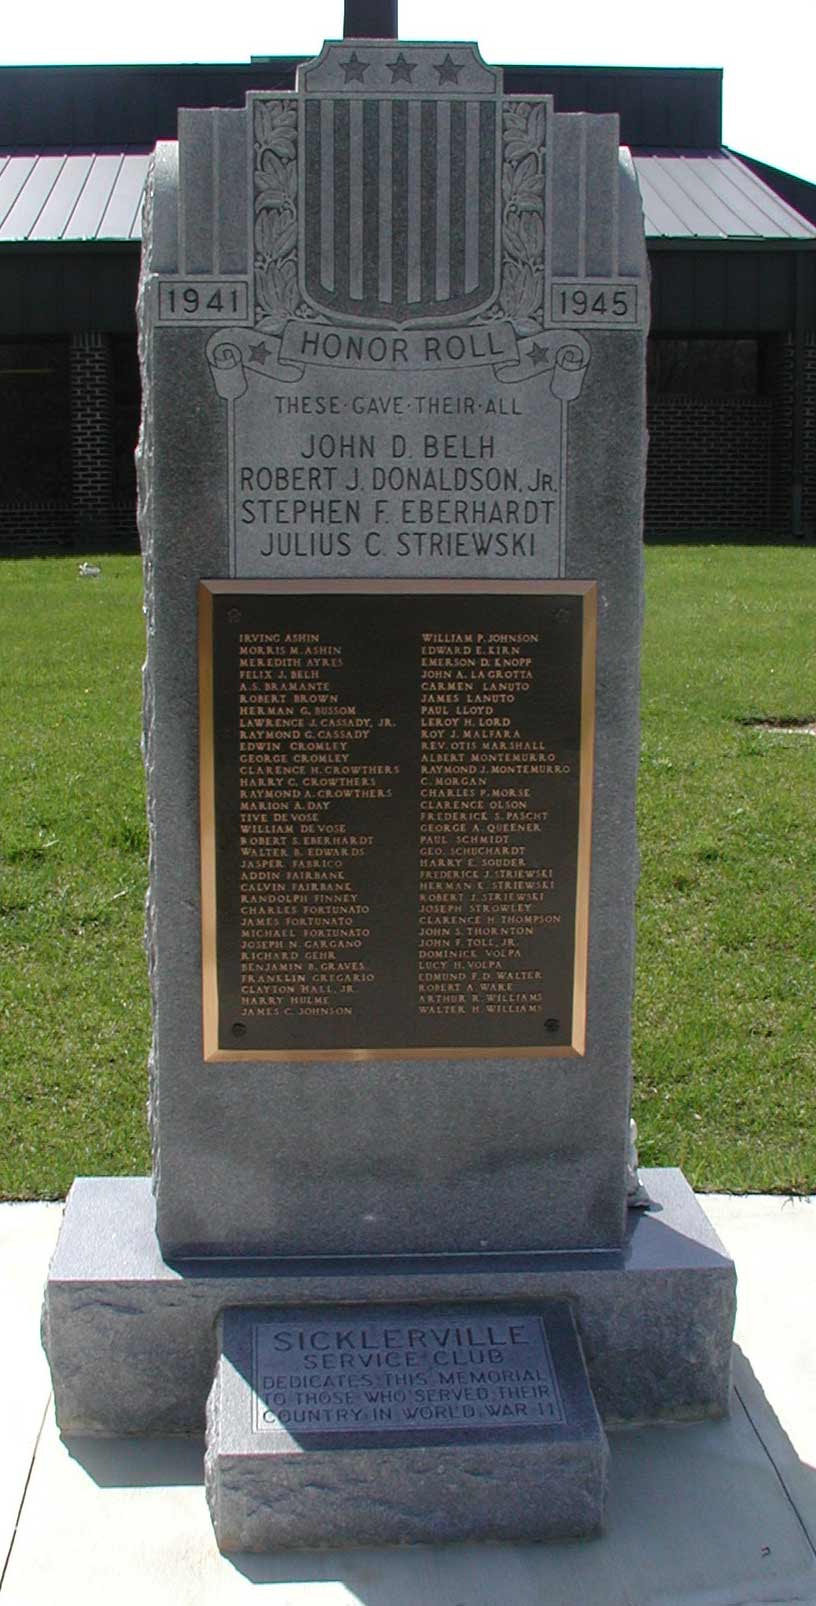 1941
1945
HONOR ROLL
THESE·GAVE·THEIR·ALL
JOHN D. BELH
ROBERT J. DONALDSON, Jr.
STEPHEN F. EBERHARDT
JULIUS C. STRIEWSKI
IRVING ASHIN
MORRIS M. ASHIN
MEREDITH AYRES
FELIX J. BELH
A.S. BRAMANTE
ROBERT BROWN
HERMAN G. BUSSOM
LAWRENCE J. CASSADY, JR.
RAYMOND G. CASSADY
EDWIN CROMLEY
GEORGE CROMLEY
CLARENCE H. CROWTHERS
HARRY C. CROWTHERS
RAYMOND A. CROWTHERS
MARION A. DAY
TIVE DE VOSE
WILLIAM DE VOSE
ROBERT S. EBERHARDT
WALTER B. EDWARDS
JASPER FABRICO
ADDIN FAIRBANK
CALVIN FAIRBANK
RANDOLPH FINNEY
CHARLES FORTUNATO
JAMES FORTUNATO
MICHAEL FORTUNATO
JOSEPH N. GARGANO
RICHARD GEHR
BENJAMIN B. GRAVES
FRANKLIN GREGARIO
CLAYTON HALL, JR.
HARRY HULME
JAMES C. JOHNSON
WILLIAM P. JOHNSON
EDWARD E. KIRN
EMERSON D. KNOPP
JOHN A. LA GROTTA
CARMEN LANUTO
JAMES LANUTO
PAUL LLOYD
LEROY H. LORD
ROY J. MALFARA
REV. OTIS MARSHALL
ALBERT MONTEMURRO
RAYMOND J. MONTEMURRO
C. MORGAN
CHARLES P. MORSE
CLARENCE OLSON
FREDERICK S. PASCHT
GEORGE A. QUEENER
PAUL SCHMIDT
GEO. SCHUCHARDT
HARRY E. SOUDER
FREDERICK J. STRIEWSKI
HERMAN K. STRIEWSKI
ROBERT J. STRIEWSKI
JOSEPH STROWLEY
CLARENCE H. THOMPSON
JOHN S. THORNTON
JOHN F. TOLL, JR.
DOMINICK VOLPA
LUCY H. VOLPA
EDMUND F. D. WALTER
ROBERT A. WARE
ARTHUR R. WILLIAMS
WALTER H. WILLIAMS
SICKLERVILLE
SERVICE CLUB
DEDICATES THIS MEMORIAL
TO THOSE WHO SERVED THEIR
COUNTRY IN WORLD WAR II